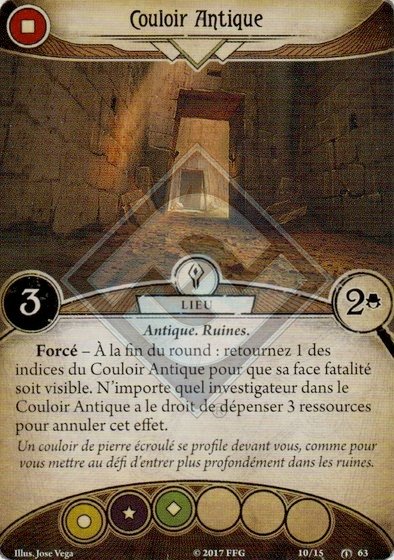 Couloir Antique
3
LIEU
2
Antique. Ruines.
Forcé – À la fin du round : retournez 1 des
indices du Couloir Antique pour que sa face fatalité
soit visible. N'importe quel investigateur dans le
Couloir Antique a le droit de dépenser 3 ressources
pour annuler cet effet.
Un couloir de pierre écroulé se profile devant vous, comme pour
vous mettre au défi d'entrer plus profondément dans les ruines.
Illus. Jose Vega
© 2017 FFG
10/15
63